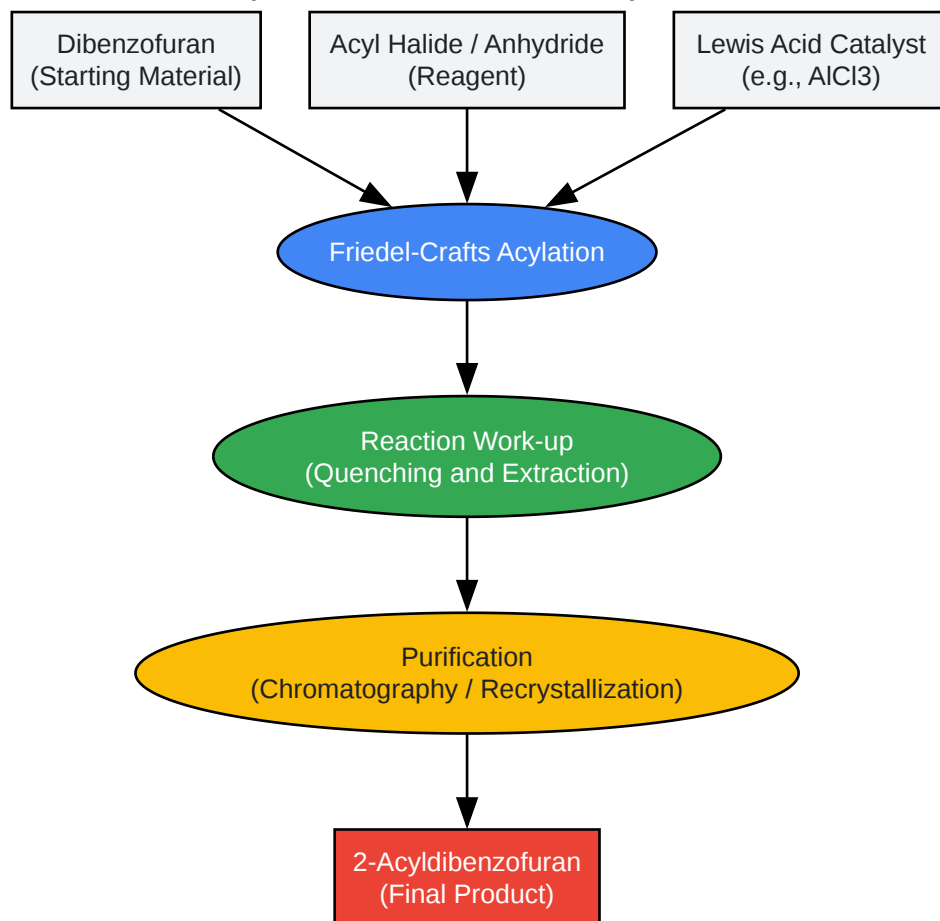 Dibenzofuran
(Starting Material)
Acyl Halide / Anhydride
(Reagent)
Lewis Acid Catalyst
(e.g., AlCl3)
Friedel-Crafts Acylation
Reaction Work-up
(Quenching and Extraction)
Purification
(Chromatography / Recrystallization)
2-Acyldibenzofuran
(Final Product)